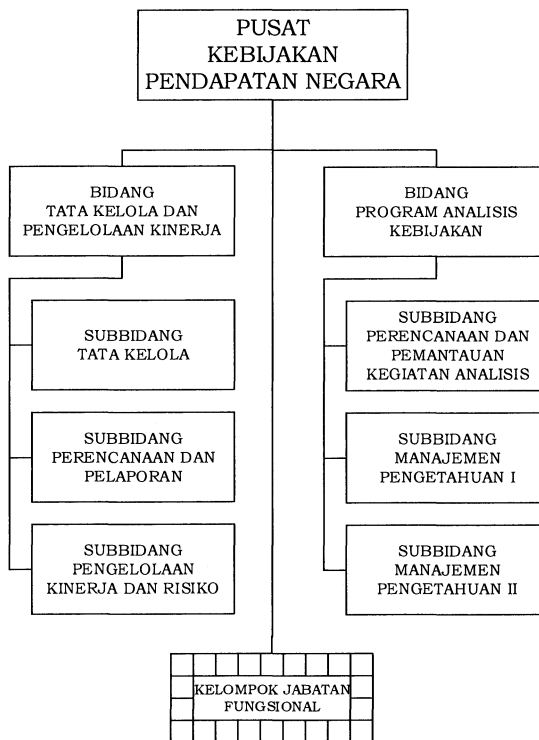 PUSAT
KEBIJAKAN
PENDAPATAN NEGARA
BIDANG
TATA KELOLA DAN
PENGELOLAAN KINERJA
BIDANG
PROGRAM ANALISIS
KEBIJAKAN
SUBBIDANG
TATA KELOLA
SUBBIDANG
PERENCANAAN DAN
PELAPORAN
SUBBIDANG
PENGELOLAAN
KINERJA DAN RISIKO
SUBBIDANG
PERENCANAAN DAN
PEMANTAUAN
KEGIATAN ANALISIS
SUBBIDANG
MANAJEMEN
PENGETAHUAN I
SUBBIDANG
MANAJEMEN
PENGETAHUAN II
KELOMPOK JABATAN
FUNGSIONAL